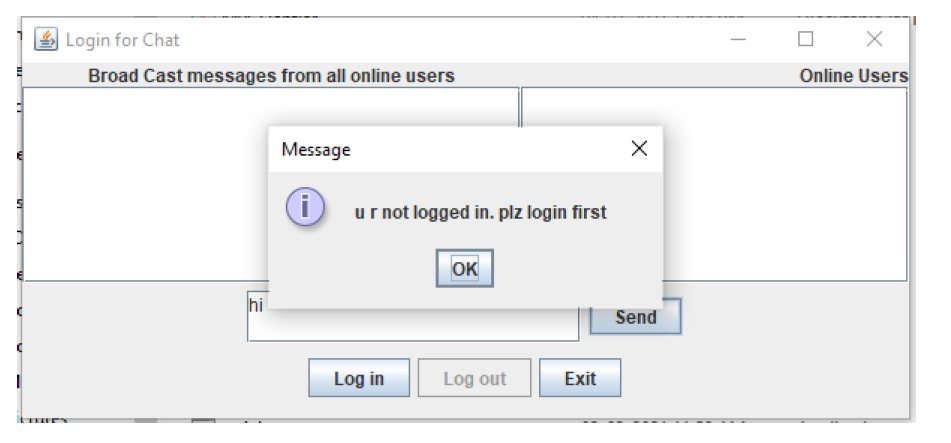 Login for Chat
Broad Cast messages from all online users
Online Users
Message
u r not logged in. plz login first
OK
hi
Send
Log in
Log out
Exit